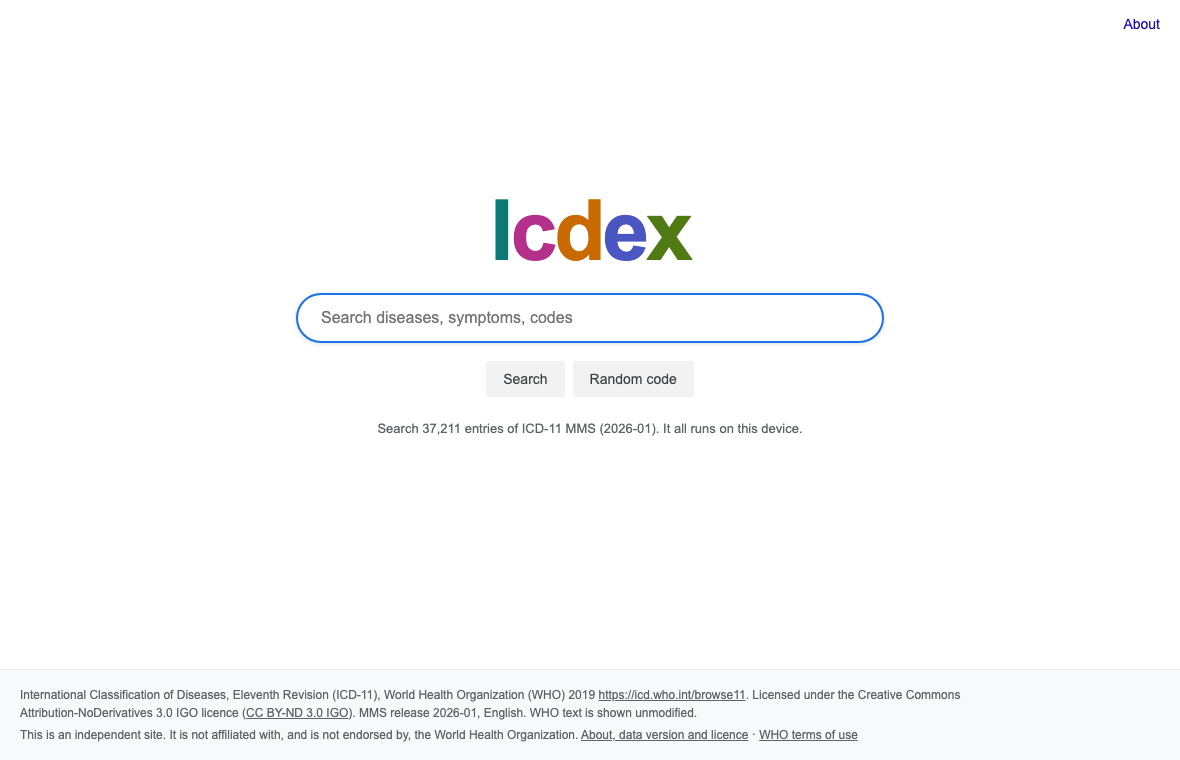 About
Icdex
Search diseases, symptoms, codes
Search
Random code
Search 37,211 entries of ICD-11 MMS (2026-01). It all runs on this device.
International Classification of Diseases, Eleventh Revision (ICD-11), World Health Organization (WHO) 2019 https://icd.who.int/browse11. Licensed under the Creative Commons
Attribution-NoDerivatives 3.0 IGO licence (CC BY-ND 3.0 IGO). MMS release 2026-01, English. WHO text is shown unmodified.
This is an independent site. It is not affiliated with, and is not endorsed by, the World Health Organization. About, data version and licence · WHO terms of use